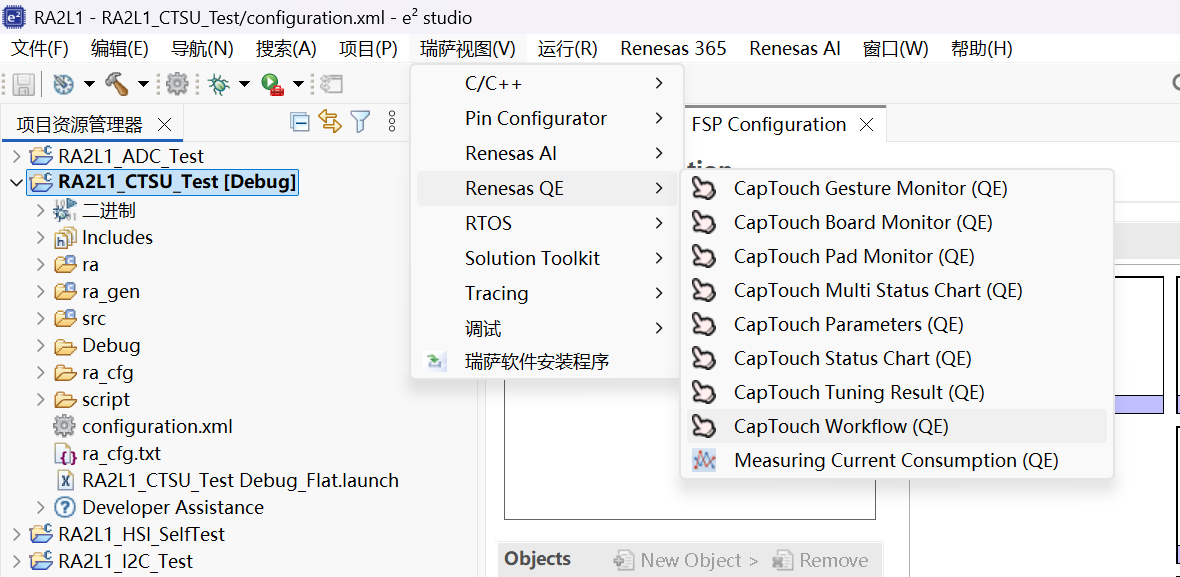 RA2L1 - RA2L1_CTSU_Test/configuration.xml - e² studio
文件(F) 编辑(E) 导航(N) 搜索(A) 项目(P) 瑞萨视图(V) 运行(R) Renesas 365 Renesas AI 窗口(W) 帮助(H)
项目资源管理器
RA2L1_ADC_Test
RA2L1_CTSU_Test [Debug]
二进制
Includes
ra
ra_gen
src
Debug
ra_cfg
script
configuration.xml
ra_cfg.txt
RA2L1_CTSU_Test Debug_Flat.launch
Developer Assistance
RA2L1_HSI_SelfTest
RA2L1_I2C_Test
C/C++
Pin Configurator
Renesas AI
Renesas QE
RTOS
Solution Toolkit
Tracing
调试
瑞萨软件安装程序
FSP Configuration
CapTouch Gesture Monitor (QE)
CapTouch Board Monitor (QE)
CapTouch Pad Monitor (QE)
CapTouch Multi Status Chart (QE)
CapTouch Parameters (QE)
CapTouch Status Chart (QE)
CapTouch Tuning Result (QE)
CapTouch Workflow (QE)
Measuring Current Consumption (QE)
Objects New Object > Remove